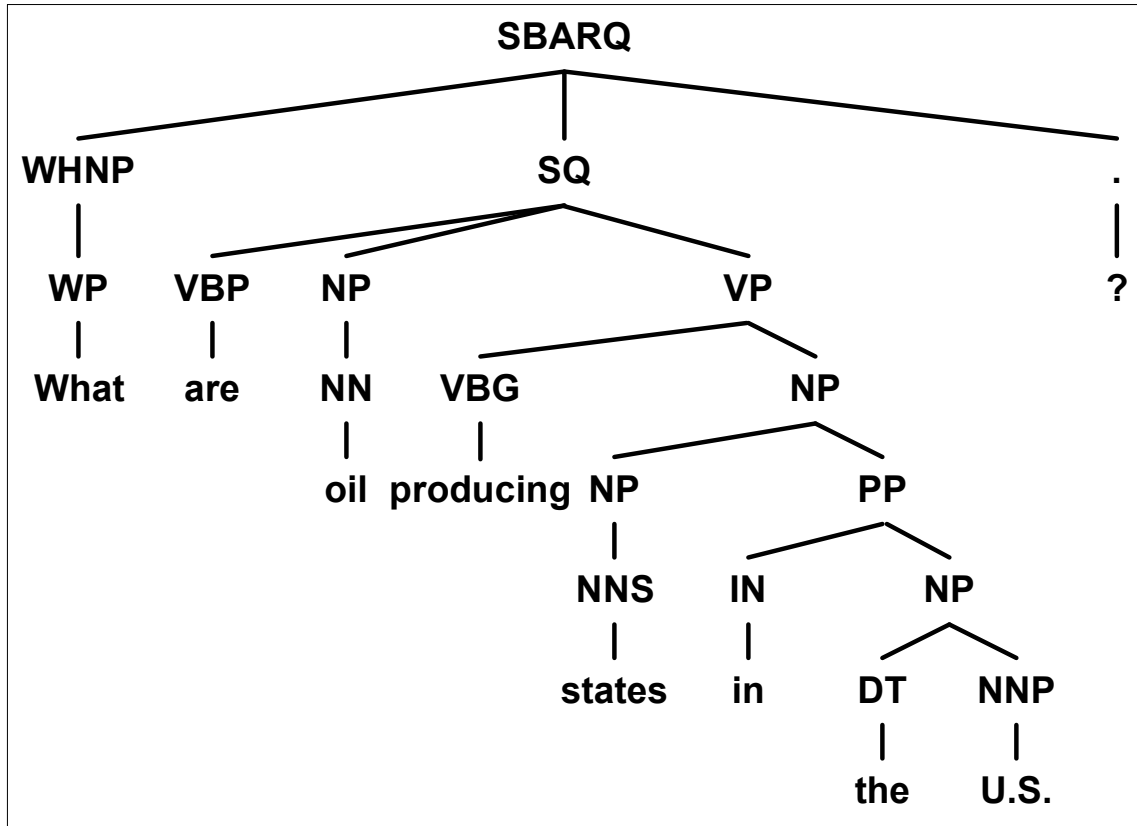 SBARQ
WHNP SQ .
WP VBP NP VP ?
What are NN VBG NP
oil producing NP PP
NNS IN NP
states in DT NNP
the U.S.